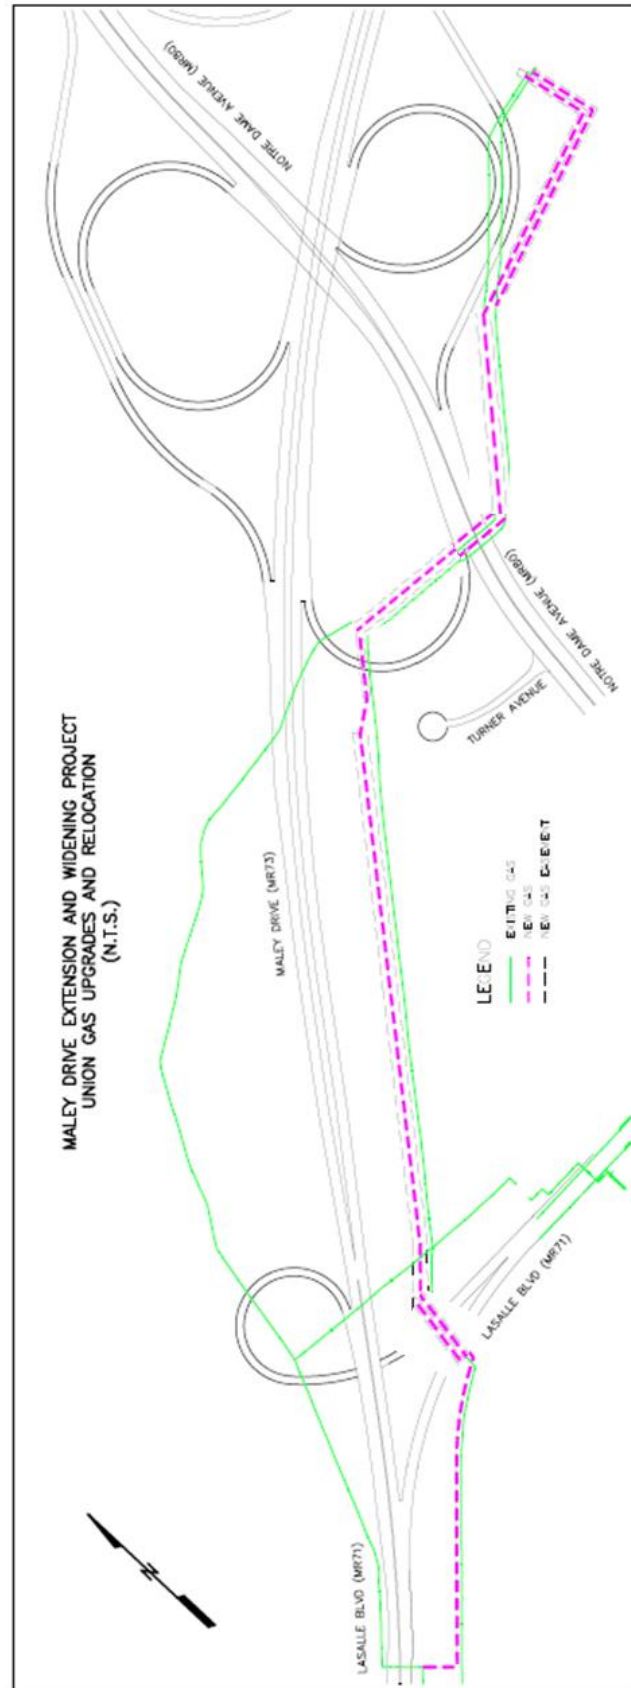 MALEY DRIVE EXTENSION AND WIDENING PROJECT
UNION GAS UPGRADES AND RELOCATION
(N.T.S.)
NOTRE DAME AVENUE (MR80)
NOTRE DAME AVENUE (MR80)
TURNER AVENUE
MALEY DRIVE (MR73)
LEGEND
EXISTING GAS
NEW GAS
NEW GAS EASEMENT
LASALLE BLVD (MR71)
LASALLE BLVD (MR71)
N